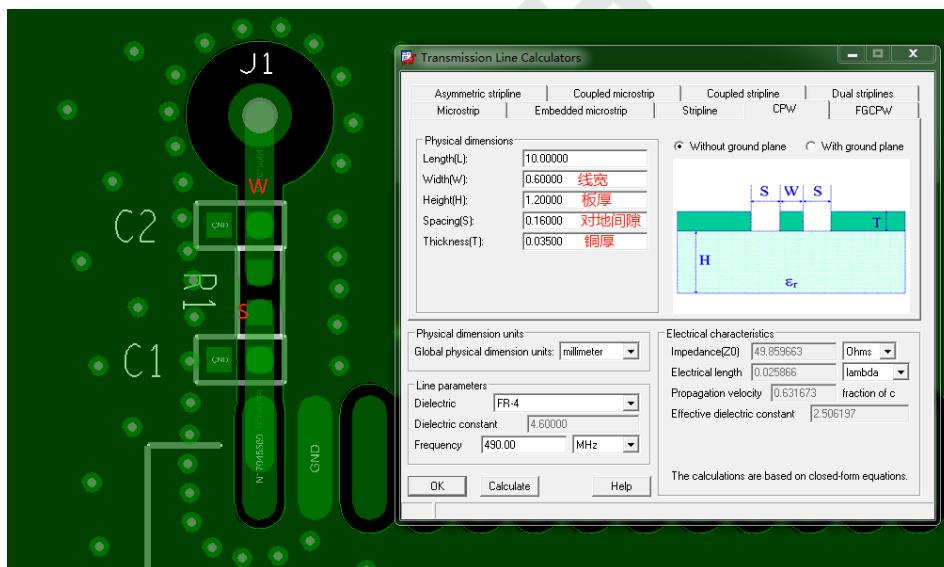 J1
W
C2
GND
R1
S
C1
GND
GND
Transmission Line Calculators
Asymmetric stripline
Coupled microstrip
Coupled stripline
Dual striplines
Microstrip
Embedded microstrip
Stripline
CPW
FGCPW
Physical dimensions
Length(L): 10.00000
Width(W): 0.60000 线宽
Height(H): 1.20000 板厚
Spacing(S): 0.16000 对地间隙
Thickness(T): 0.03500 铜厚
Without ground plane
With ground plane
S W S
T
H
εr
Physical dimension units
Global physical dimension units: millimeter
Line parameters
Dielectric FR-4
Dielectric constant 4.60000
Frequency 490.00 MHz
Electrical characteristics
Impedance(Z0) 49.859663 Ohms
Electrical length 0.025866 lambda
Propagation velocity 0.631673 fraction of c
Effective dielectric constant 2.506197
The calculations are based on closed-form equations.
OK
Calculate
Help